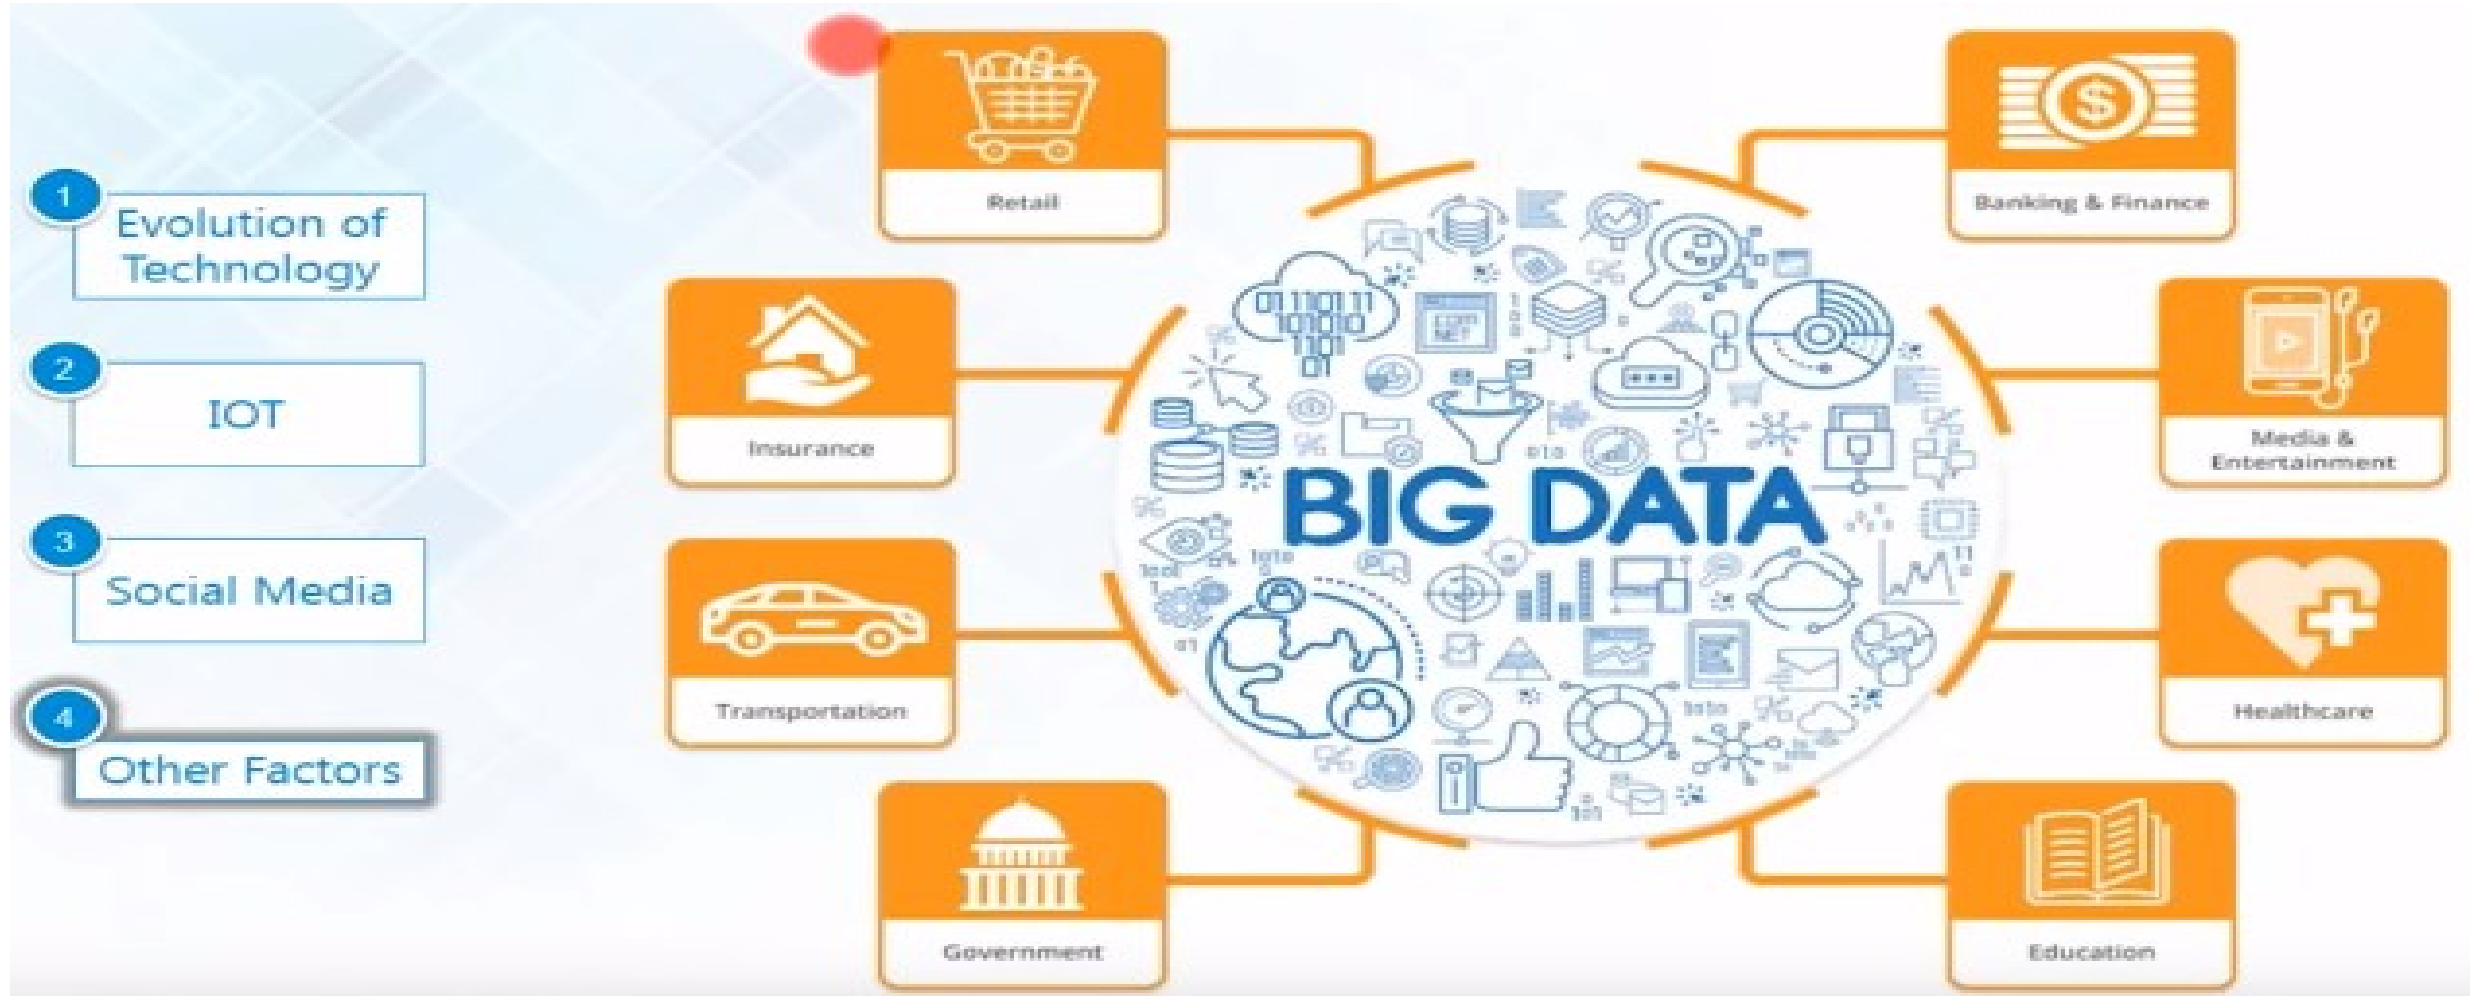 1
Evolution of
Technology
2
IOT
3
Social Media
4
Other Factors
Retail
Insurance
Transportation
Government
BIG DATA
Banking & Finance
Media &
Entertainment
Healthcare
Education